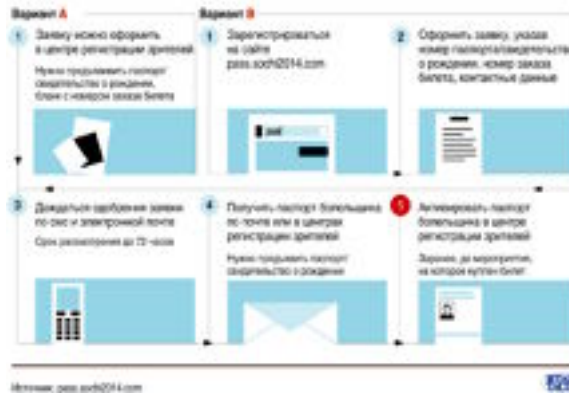 Вариант А
1
Заявку можно оформить
в центре регистрации зрителей
Нужно предъявить паспорт
свидетельство о рождении,
бланк с номером заказа билета
Вариант В
1
Зарегистрироваться
на сайте
pass.sochi2014.com
2
Оформить заявку, указав
номер паспорта/свидетельства
о рождении, номер заказа
билета, контактные данные
3
Дождаться одобрения заявки
по смс и электронной почте
Срок рассмотрения до 72 часов
4
Получить паспорт болельщика
по почте или в центрах
регистрации зрителей
Нужно предъявить паспорт
свидетельство о рождении
5
Активировать паспорт
болельщика в центре
регистрации зрителей
до мероприятия,
на которое куплен билет
Источник: pass.sochi2014.com